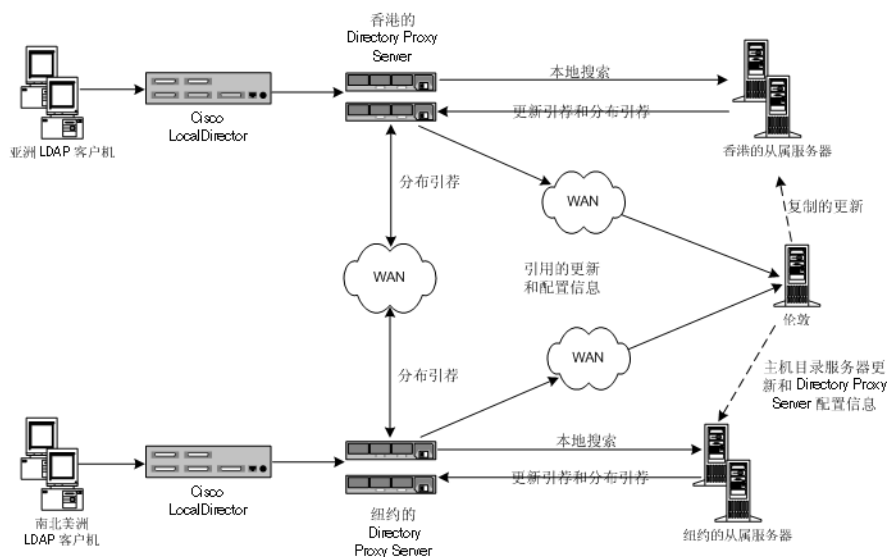 香港的
Directory Proxy
Server
本地搜索
更新引荐和分布引荐
Cisco
LocalDirector
亚洲 LDAP 客户机
香港的从属服务器
分布引荐
WAN
复制的更新
WAN
引用的更新
和配置信息
伦敦
WAN
分布引荐
主机目录服务器更
新和 Directory Proxy
Server 配置信息
本地搜索
更新引荐和分布引荐
Cisco
LocalDirector
南北美洲
LDAP 客户机
纽约的
Directory
Proxy Server
纽约的从属服务器